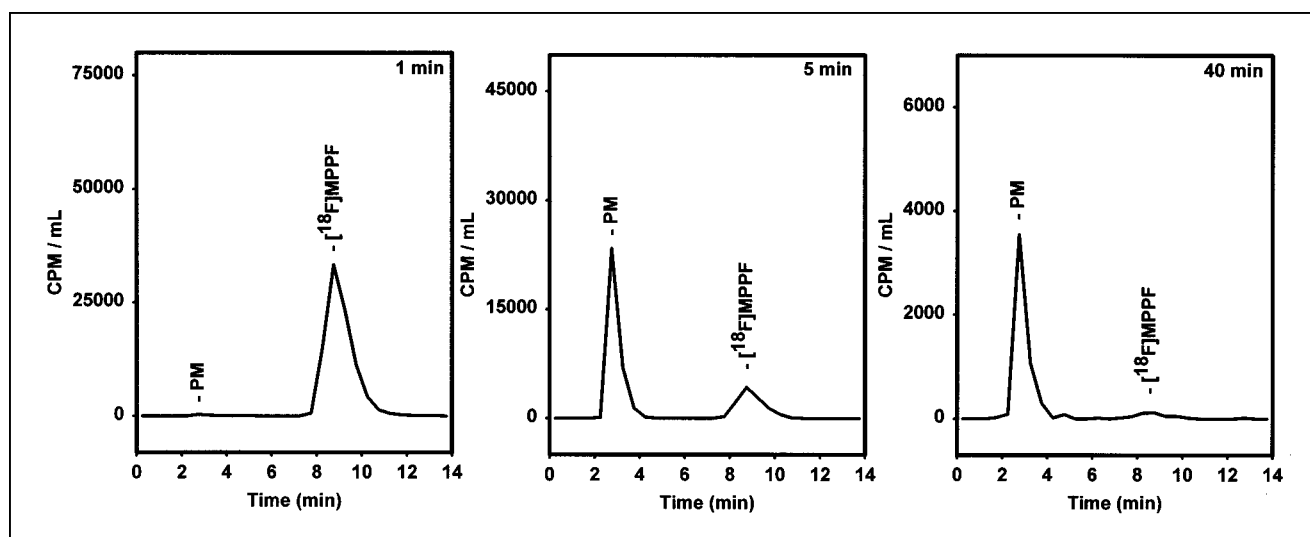 1 min
CPM / mL
75000
50000
25000
0
- PM
- [18F]MPPF
0 2 4 6 8 10 12 14
Time (min)
5 min
CPM / mL
45000
30000
15000
0
- PM
- [18F]MPPF
0 2 4 6 8 10 12 14
Time (min)
40 min
CPM / mL
6000
4000
2000
0
- PM
- [18F]MPPF
0 2 4 6 8 10 12 14
Time (min)